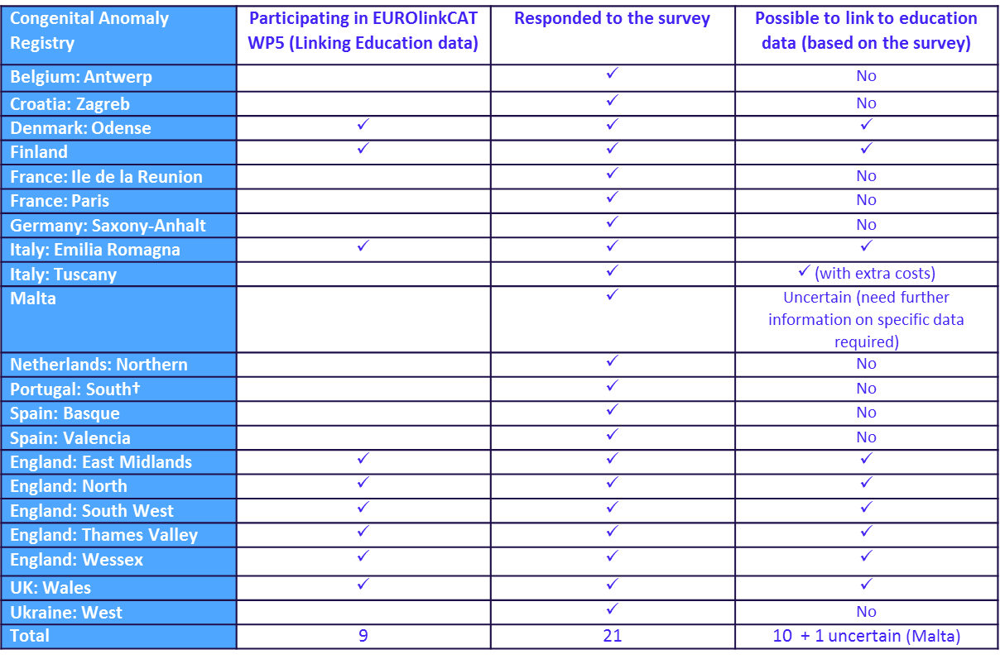 Congenital Anomaly Registry | Participating in EUROlinkCAT WP5 (Linking Education data) | Responded to the survey | Possible to link to education data (based on the survey)
Belgium: Antwerp | | ✓ | No
Croatia: Zagreb | | ✓ | No
Denmark: Odense | ✓ | ✓ | ✓
Finland | ✓ | ✓ | ✓
France: Ile de la Reunion | | ✓ | No
France: Paris | | ✓ | No
Germany: Saxony-Anhalt | | ✓ | No
Italy: Emilia Romagna | ✓ | ✓ | ✓
Italy: Tuscany | | ✓ | ✓ (with extra costs)
Malta | | ✓ | Uncertain (need further information on specific data required)
Netherlands: Northern | | ✓ | No
Portugal: South† | | ✓ | No
Spain: Basque | | ✓ | No
Spain: Valencia | | ✓ | No
England: East Midlands | ✓ | ✓ | ✓
England: North | ✓ | ✓ | ✓
England: South West | ✓ | ✓ | ✓
England: Thames Valley | ✓ | ✓ | ✓
England: Wessex | ✓ | ✓ | ✓
UK: Wales | ✓ | ✓ | ✓
Ukraine: West | | ✓ | No
Total | 9 | 21 | 10 + 1 uncertain (Malta)